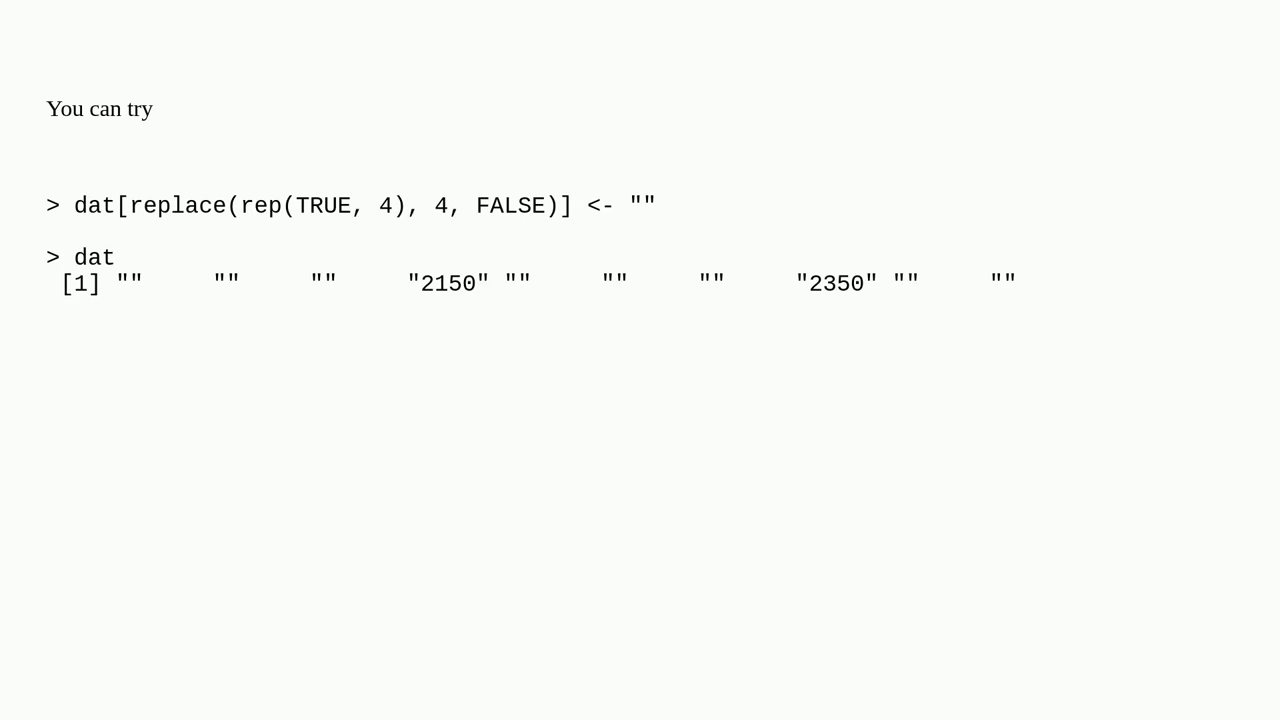 You can try
> dat[replace(rep(TRUE, 4), 4, FALSE)] <- ""
> dat
 [1] ""     ""     ""     "2150" ""     ""     ""     "2350" ""     ""